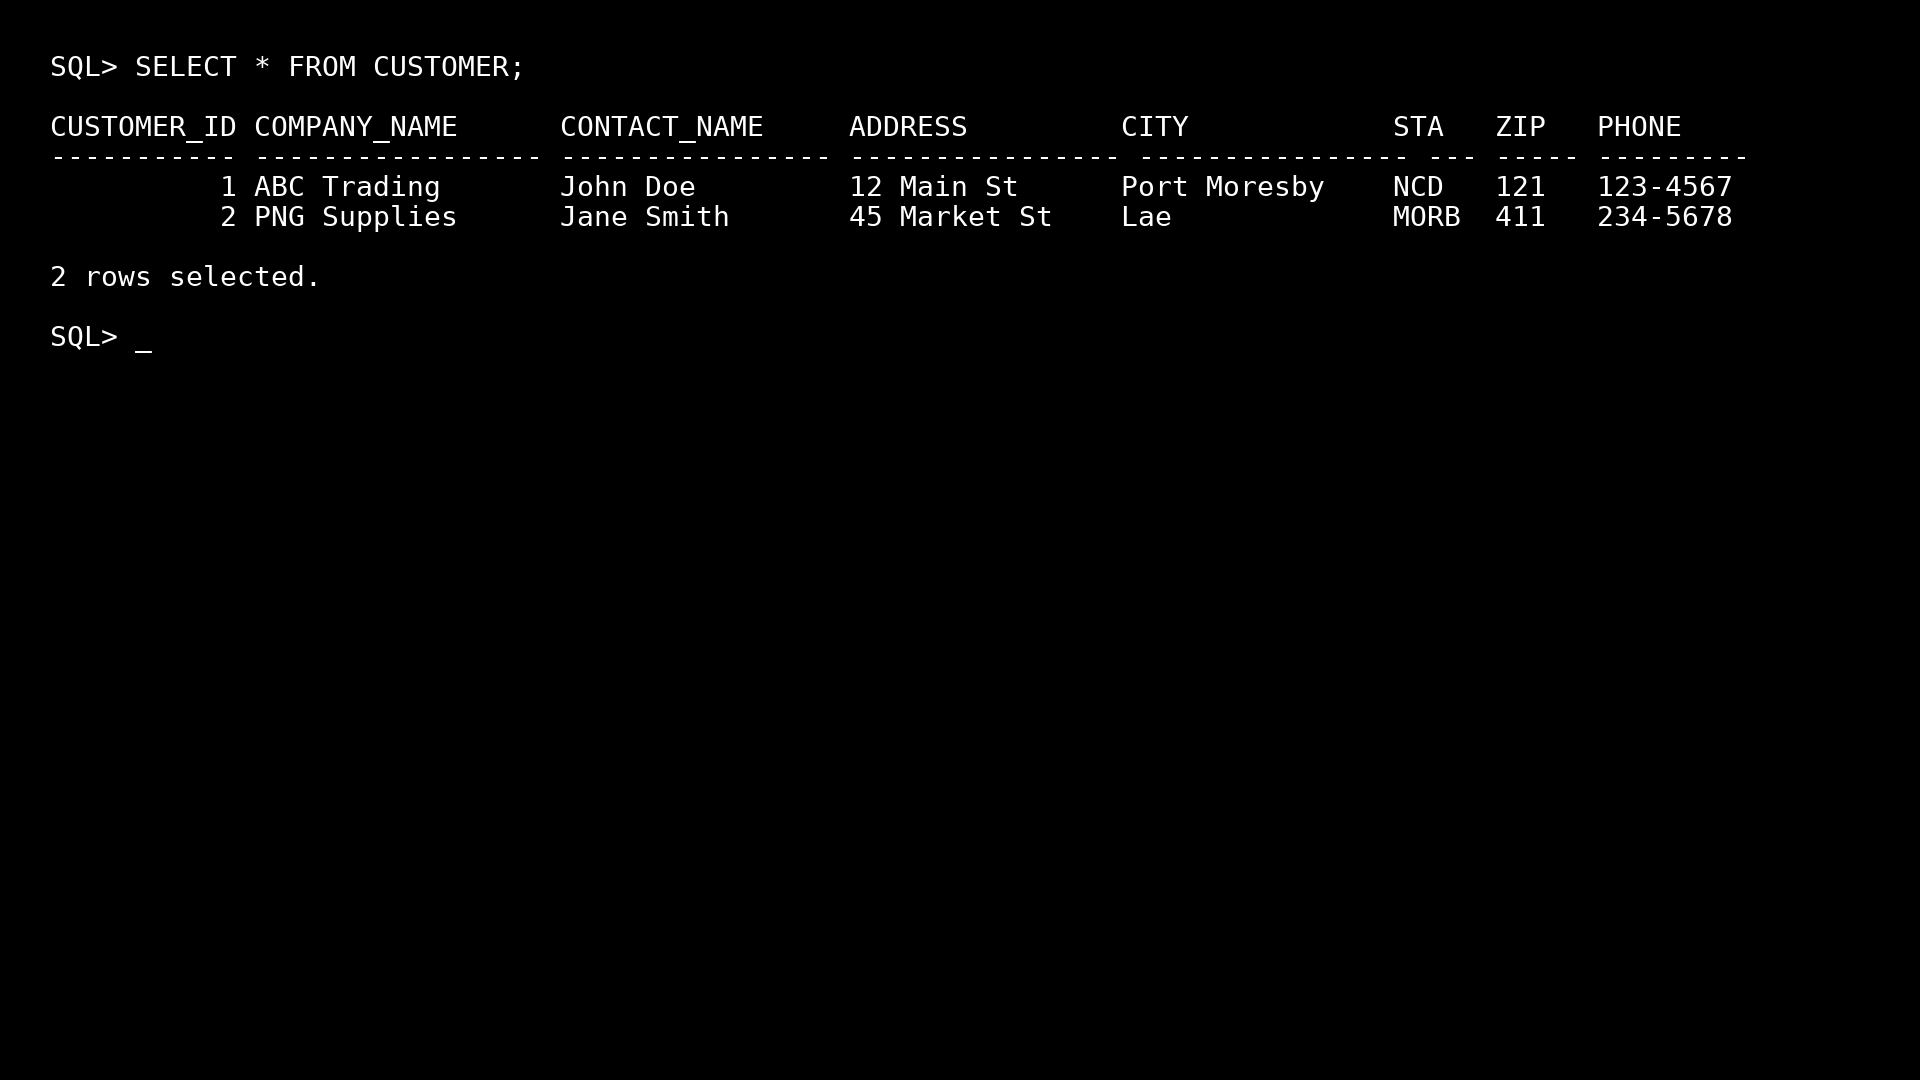 SQL> SELECT * FROM CUSTOMER;
CUSTOMER_ID COMPANY_NAME      CONTACT_NAME     ADDRESS         CITY            STA   ZIP   PHONE
----------- ----------------- ---------------- ---------------- ---------------- --- ----- ---------
          1 ABC Trading       John Doe         12 Main St      Port Moresby    NCD   121   123-4567
          2 PNG Supplies      Jane Smith       45 Market St    Lae             MORB  411   234-5678
2 rows selected.
SQL> _